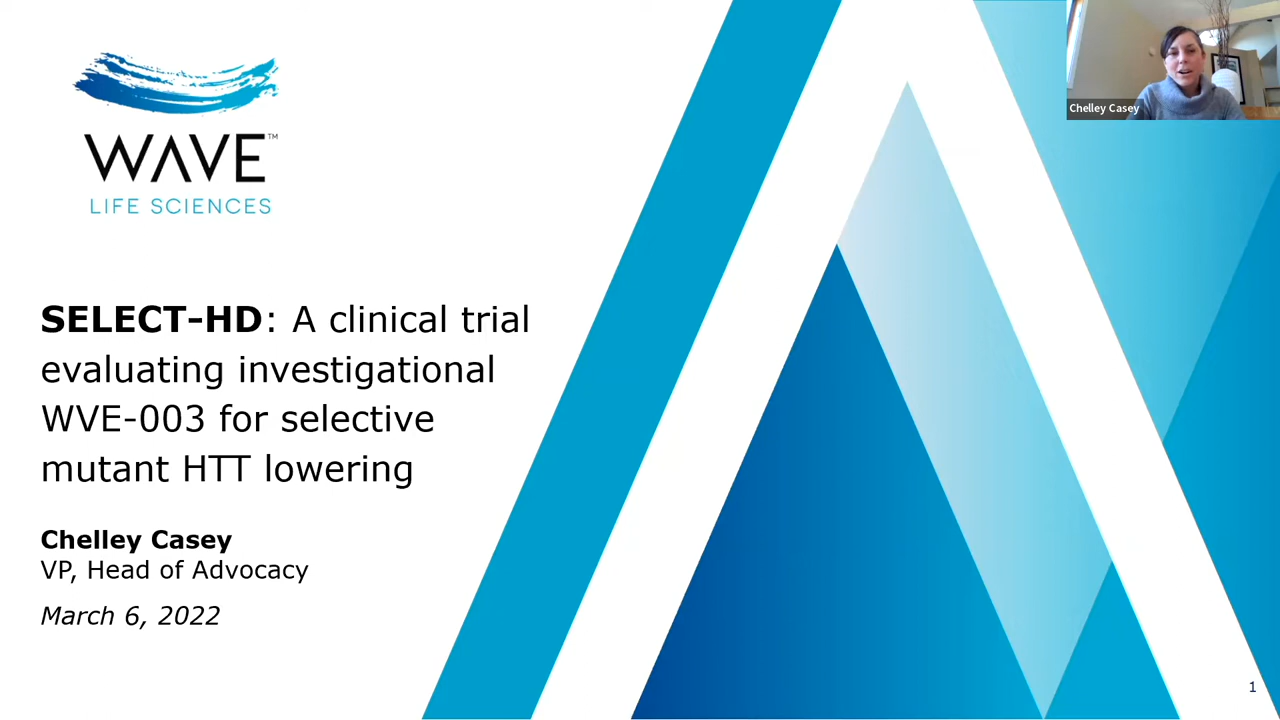 WAVE™
LIFE SCIENCES
Chelley Casey
SELECT-HD: A clinical trial
evaluating investigational
WVE-003 for selective
mutant HTT lowering
Chelley Casey
VP, Head of Advocacy
March 6, 2022
1